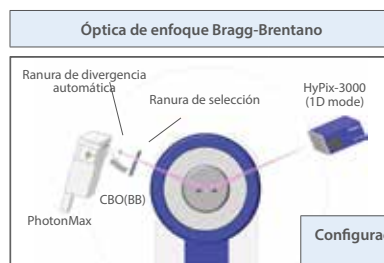 Óptica de enfoque Bragg-Brentano
Ranura de divergencia
automática
Ranura de selección
HyPix-3000
(1D mode)
CBO(BB)
PhotonMax